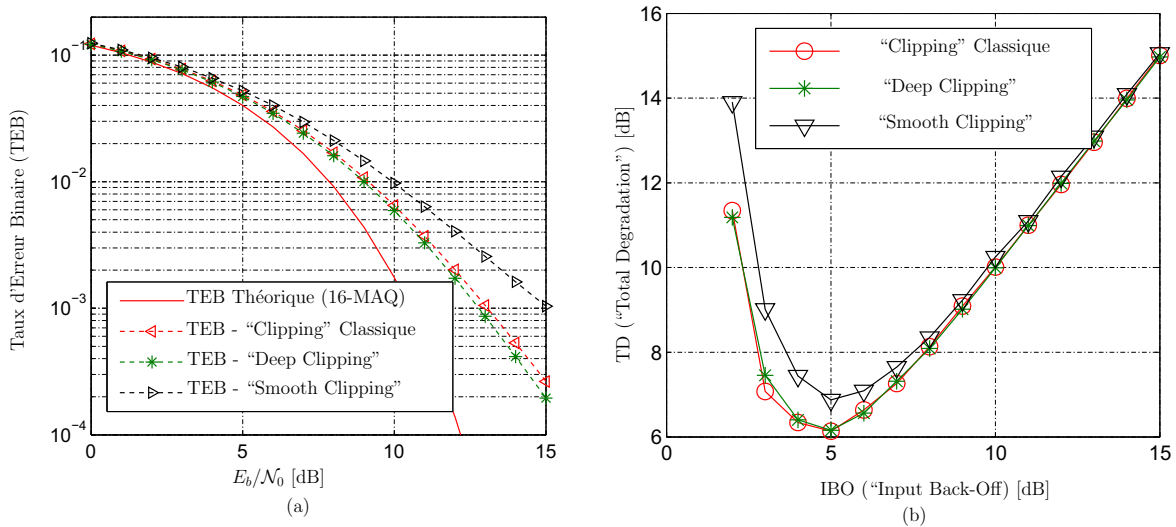 10^{-1}
10^{-2}
10^{-3}
10^{-4}
Taux d'Erreur Binaire (TEB)
TEB Théorique (16-MAQ)
TEB - “Clipping” Classique
TEB - “Deep Clipping”
TEB - “Smooth Clipping”
0 5 10 15
E_b/𝒩_0 [dB]
(a)
16
14
12
10
8
6
TD (“Total Degradation”) [dB]
“Clipping” Classique
“Deep Clipping”
“Smooth Clipping”
0 5 10 15
IBO (“Input Back-Off) [dB]
(b)